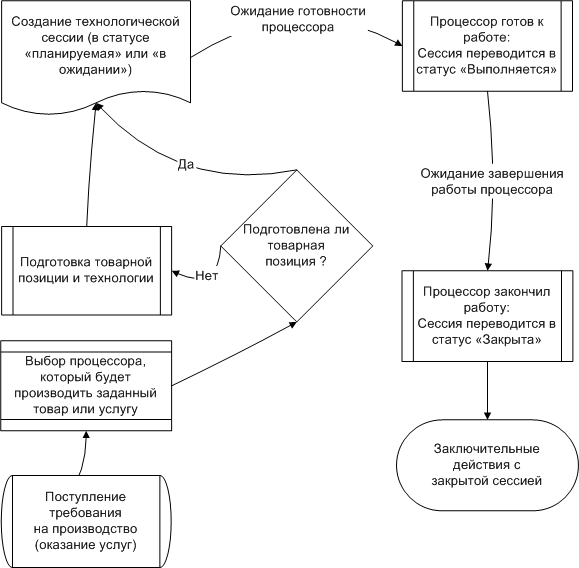 Создание технологической
сессии (в статусе
«планируемая» или «в
ожидании»)
Ожидание готовности
процессора
Процессор готов к
работе:
Сессия переводится в
статус «Выполняется»
Ожидание завершения
работы процессора
Да
Подготовлена ли
товарная
позиция ?
Нет
Подготовка товарной
позиции и технологии
Процессор закончил
работу:
Сессия переводится в
статус «Закрыта»
Выбор процессора,
который будет
производить заданный
товар или услугу
Заключительные
действия с
закрытой сессией
Поступление
требования
на производство
(оказание услуг)